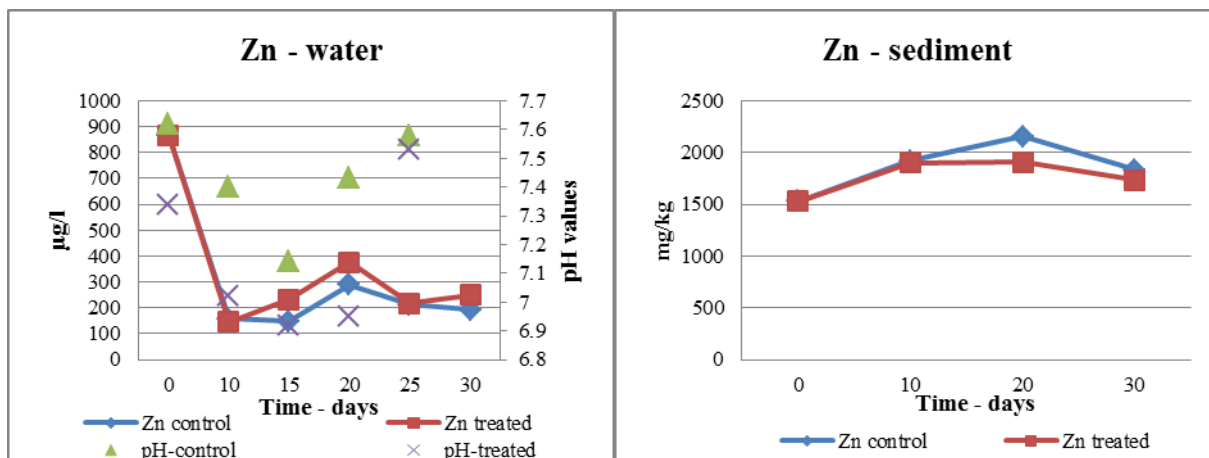 Zn - water
1000
900
800
700
600
500
400
300
200
100
0
µg/l
7.7
7.6
7.5
7.4
7.3
7.2
7.1
7
6.9
6.8
pH values
0 10 15 20 25 30
Time - days
Zn control Zn treated
pH-control pH-treated
Zn - sediment
2500
2000
1500
1000
500
0
mg/kg
0 10 20 30
Time - days
Zn control Zn treated